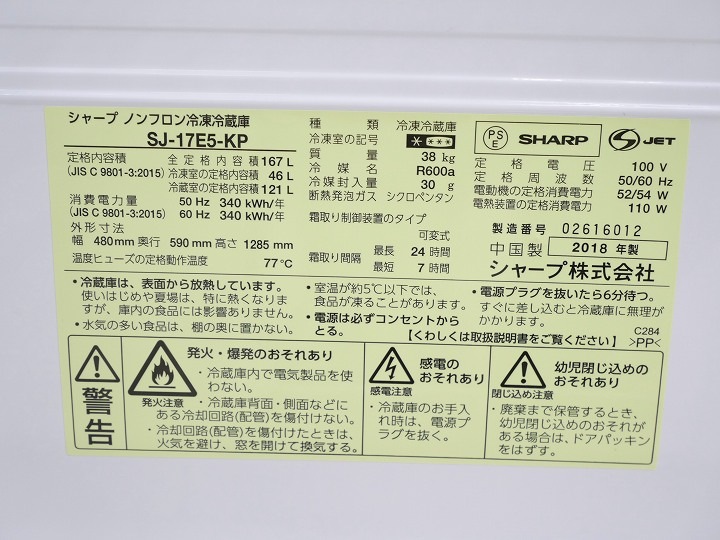 シャープ ノンフロン冷凍冷蔵庫
SJ-17E5-KP
定格内容積
(JIS C 9801-3:2015)
全定格内容積 167 L
冷凍室の定格内容積 46 L
冷蔵室の定格内容積 121 L
消費電力量
(JIS C 9801-3:2015)
50 Hz 340 kWh/年
60 Hz 340 kWh/年
外形寸法
幅 480mm 奥行 590mm 高さ 1285 mm
温度ヒューズの定格動作温度 77℃
種類 冷凍冷蔵庫
冷凍室の記号 * ***
質量 38 kg
冷媒名 R600a
冷媒封入量 30 g
断熱発泡ガス シクロペンタン
霜取り制御装置のタイプ
可変式
霜取り間隔
最長 24 時間
最短 7 時間
PS
E
SHARP
S JET
定格電圧 100 V
定格周波数 50/60 Hz
電動機の定格消費電力 52/54 W
電熱装置の定格消費電力 110 W
製造番号 02616012
中国製 2018 年製
シャープ株式会社
・冷蔵庫は、表面から放熱しています。
使いはじめや夏場は、特に熱くなりま
すが、庫内の食品には影響ありません。
・水気の多い食品は、棚の奥に置かない。
・室温が約5℃以下では、
食品が凍ることがあります。
・電源は必ずコンセントから
とる。
・電源プラグを抜いたら6分待つ。
すぐに差し込むと冷蔵庫に無理が
かかります。
【くわしくは取扱説明書をご覧ください】
C284
>PP<
警告
発火注意
発火・爆発のおそれあり
・冷蔵庫内で電気製品を使
わない。
・冷蔵庫背面・側面などに
ある冷却回路(配管)を傷付けない。
・冷却回路(配管)を傷付けたときは、
火気を避け、窓を開けて換気する。
感電注意
感電の
おそれあり
・冷蔵庫のお手入
れ時は、電源
プラグを抜く。
閉じ込め注意
幼児閉じ込めの
おそれあり
・廃棄まで保管するとき、
幼児閉じ込めのおそれが
ある場合は、ドアパッキン
をはずす。